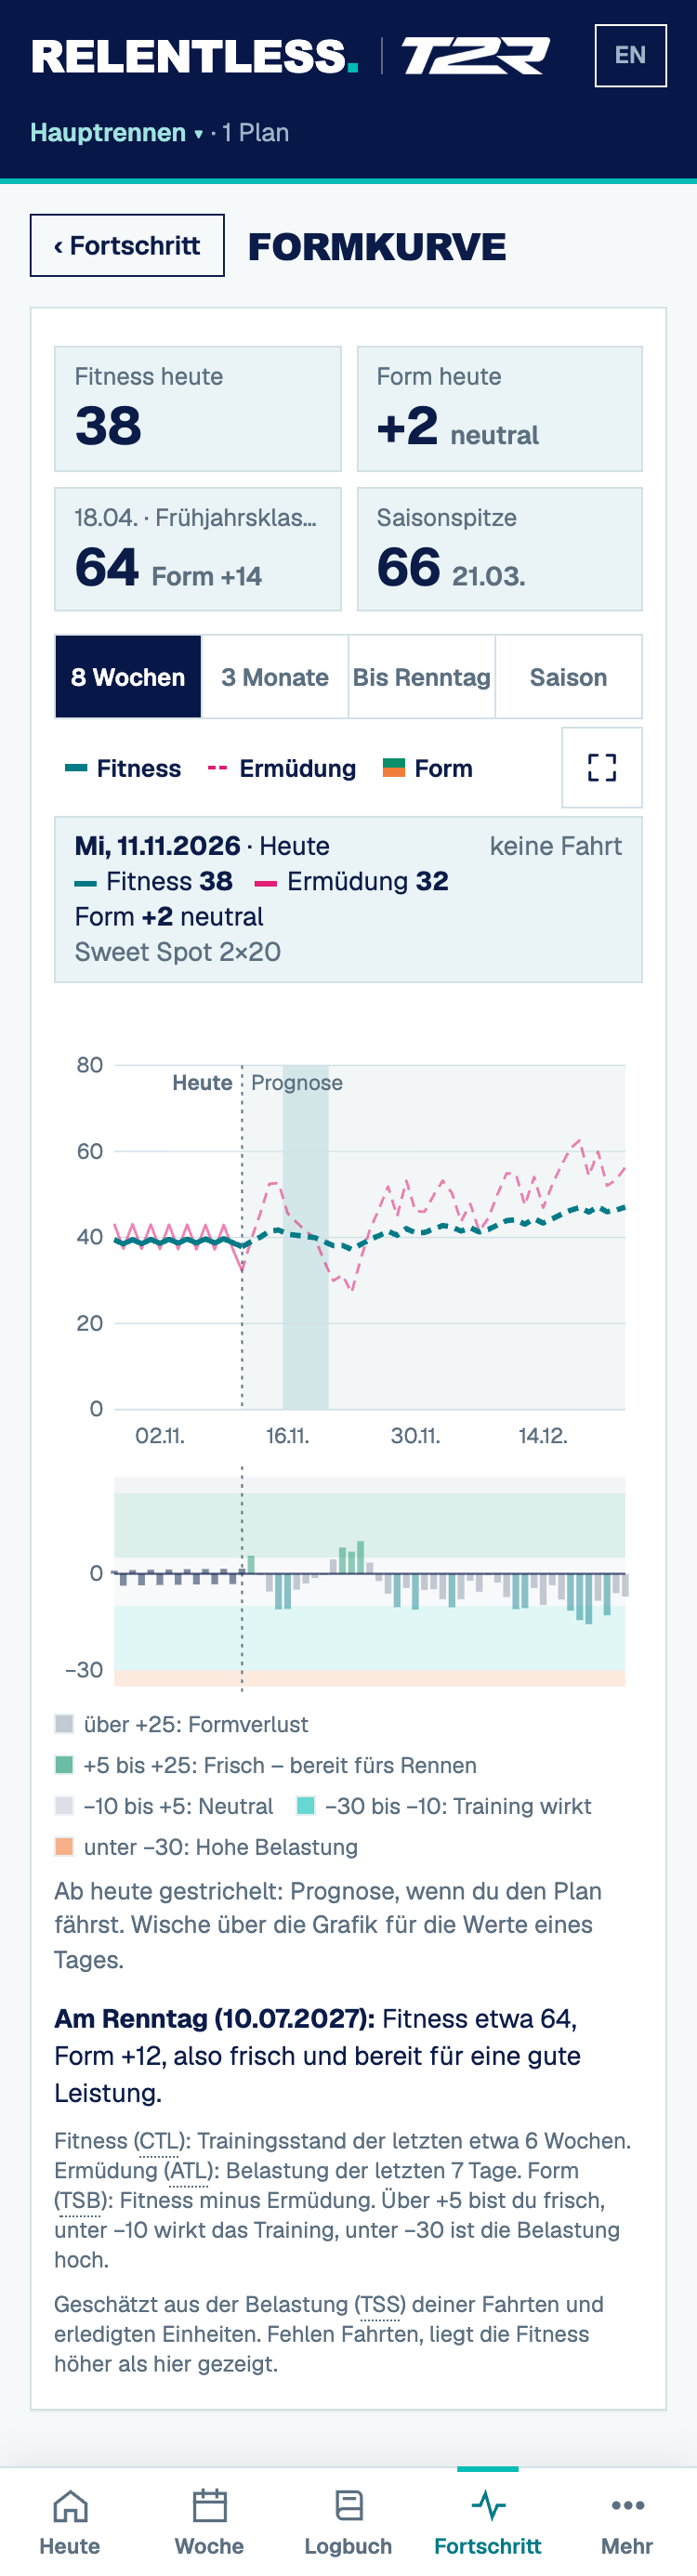 RELENTLESS. T2R EN
Hauptrennen ▾ · 1 Plan
‹ Fortschritt FORMKURVE
Fitness heute
38
Form heute
+2 neutral
18.04. · Frühjahrsklas...
64 Form +14
Saisonspitze
66 21.03.
8 Wochen 3 Monate Bis Renntag Saison
Fitness Ermüdung Form
Mi, 11.11.2026 · Heute keine Fahrt
Fitness 38 Ermüdung 32
Form +2 neutral
Sweet Spot 2×20
80
Heute Prognose
60
40
20
0
02.11. 16.11. 30.11. 14.12.
0
−30
über +25: Formverlust
+5 bis +25: Frisch – bereit fürs Rennen
−10 bis +5: Neutral −30 bis −10: Training wirkt
unter −30: Hohe Belastung
Ab heute gestrichelt: Prognose, wenn du den Plan
fährst. Wische über die Grafik für die Werte eines
Tages.
Am Renntag (10.07.2027): Fitness etwa 64,
Form +12, also frisch und bereit für eine gute
Leistung.
Fitness (CTL): Trainingsstand der letzten etwa 6 Wochen.
Ermüdung (ATL): Belastung der letzten 7 Tage. Form
(TSB): Fitness minus Ermüdung. Über +5 bist du frisch,
unter −10 wirkt das Training, unter −30 ist die Belastung
hoch.
Geschätzt aus der Belastung (TSS) deiner Fahrten und
erledigten Einheiten. Fehlen Fahrten, liegt die Fitness
höher als hier gezeigt.
Heute Woche Logbuch Fortschritt Mehr